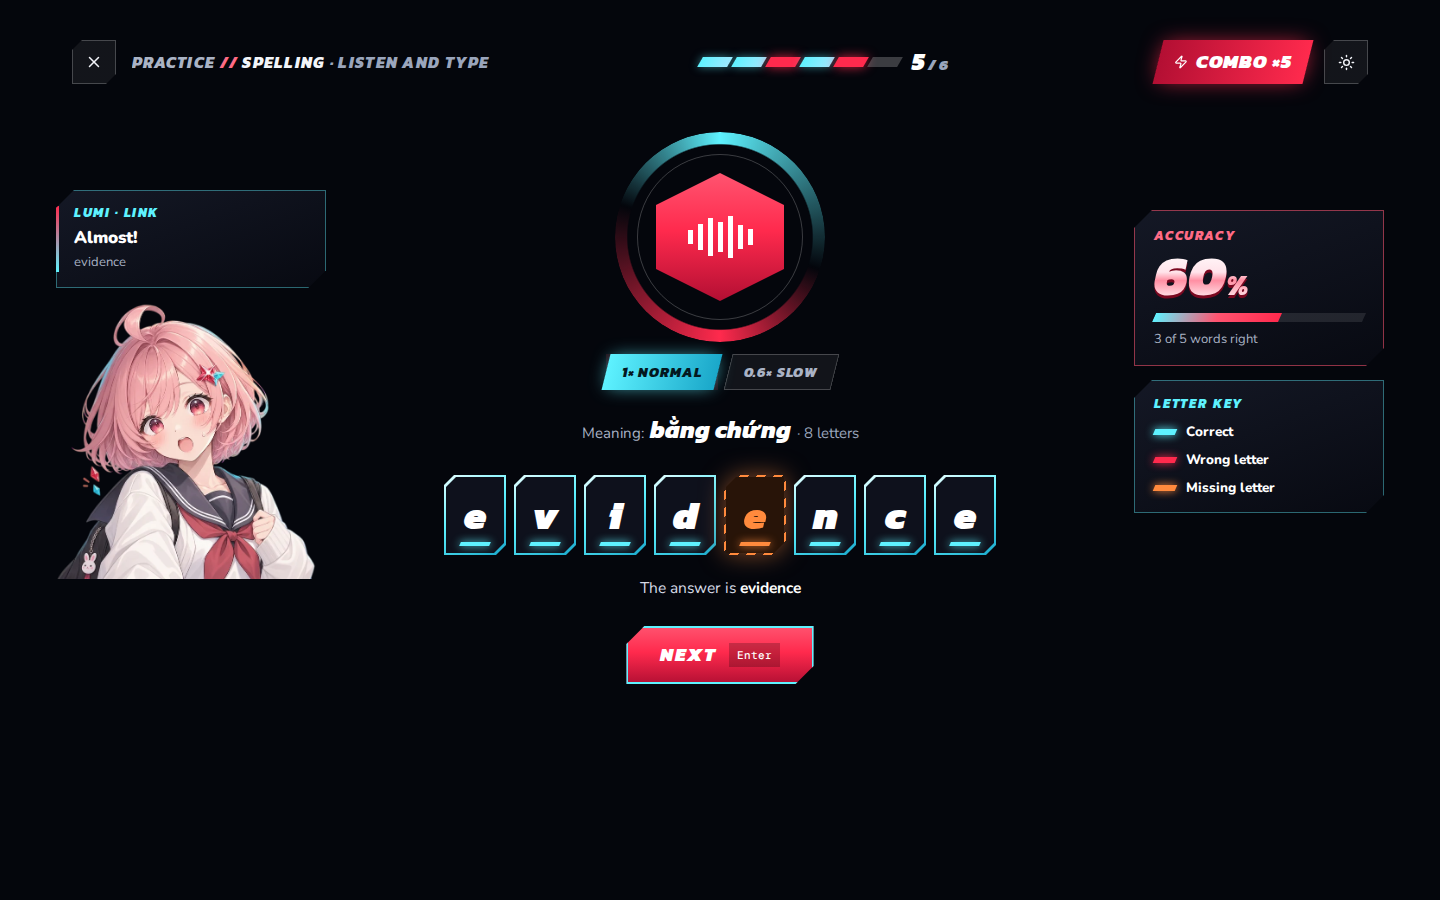 PRACTICE // SPELLING · LISTEN AND TYPE
5 / 6
COMBO ×5
LUMI · LINK
Almost!
evidence
1× NORMAL
0.6× SLOW
Meaning: bằng chứng · 8 letters
e v i d e n c e
The answer is evidence
NEXT Enter
ACCURACY
60%
3 of 5 words right
LETTER KEY
Correct
Wrong letter
Missing letter